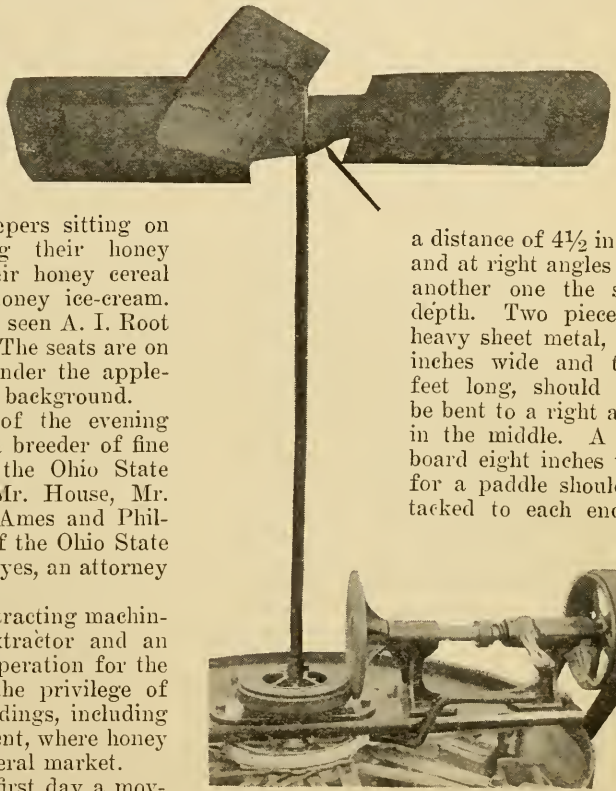 epers sitting on
g their honey
eir honey cereal
oney ice-cream.
seen A. I. Root
The seats are on
nder the apple-
background.
of the evening
breeder of fine
the Ohio State
Mr. House, Mr.
Ames and Phil-
f the Ohio State
yes, an attorney
tracting machin-
xtractor and an
peration for the
he privilege of
dings, including
ent, where honey
eral market.
first day a mov-
a distance of 4½ in
and at right angles
another one the s
depth. Two piece
heavy sheet metal,
inches wide and t
feet long, should
be bent to a right a
in the middle. A
board eight inches
for a paddle should
tacked to each en